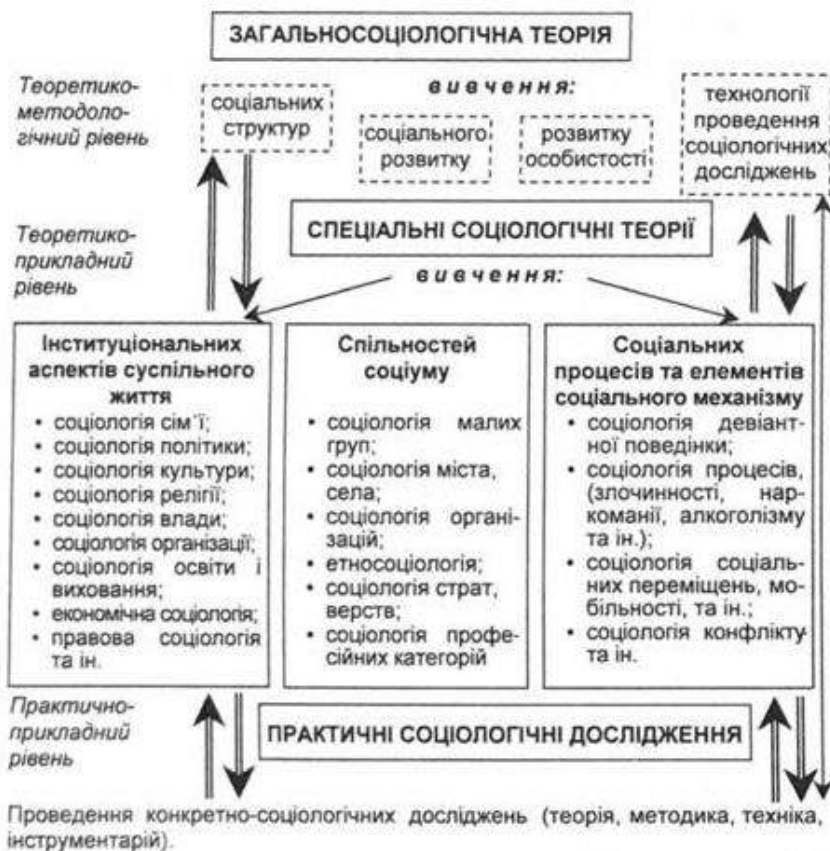 ЗАГАЛЬНОСОЦІОЛОГІЧНА ТЕОРІЯ
Теоретико-
методоло-
гічний рівень
вивчення:
соціальних
структур
соціального
розвитку
розвитку
особистості
технології
проведення
соціологічних
досліджень
Теоретико-
прикладний
рівень
СПЕЦІАЛЬНІ СОЦІОЛОГІЧНІ ТЕОРІЇ
вивчення:
Інституціональних
аспектів суспільного
життя
• соціологія сім´ї;
• соціологія політики;
• соціологія культури;
• соціологія релігії;
• соціологія влади;
• соціологія організації;
• соціологія освіти і
виховання;
• економічна соціологія;
• правова соціологія
та ін.
Спільностей
соціуму
• соціологія малих
груп;
• соціологія міста,
села;
• соціологія органі-
зацій;
• етносоціологія;
• соціологія страт,
верств;
• соціологія профе-
сійних категорій
Соціальних
процесів та елементів
соціального механізму
• соціологія девіант-
ної поведінки;
• соціологія процесів,
(злочинності, нар-
команії, алкоголізму
та ін.);
• соціологія соціаль-
них переміщень, мо-
більності, та ін.;
• соціологія конфлікту
та ін.
Практично-
прикладний
рівень
ПРАКТИЧНІ СОЦІОЛОГІЧНІ ДОСЛІДЖЕННЯ
Проведення конкретно-соціологічних досліджень (теорія, методика, техніка,
інструментарій).